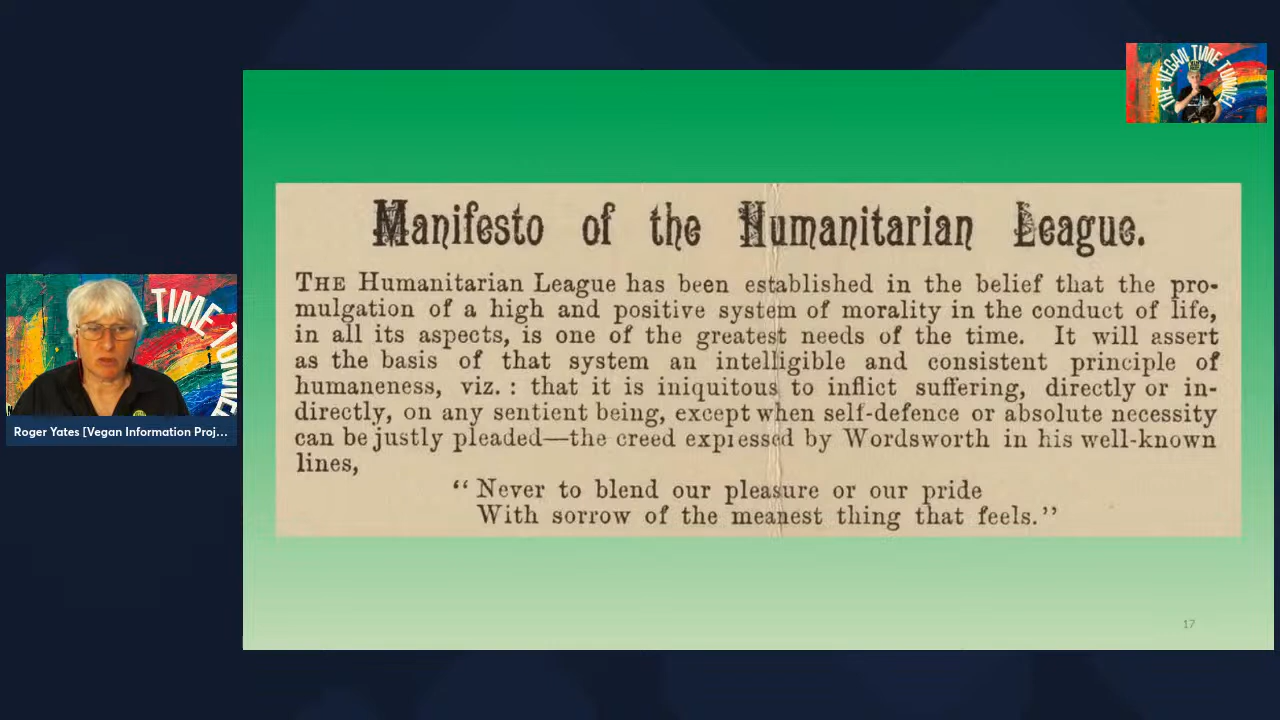 THE VEGAN TIME TUNNEL
Manifesto of the Humanitarian League.
THE Humanitarian League has been established in the belief that the pro-
mulgation of a high and positive system of morality in the conduct of life,
in all its aspects, is one of the greatest needs of the time. It will assert
as the basis of that system an intelligible and consistent principle of
humaneness, viz. : that it is iniquitous to inflict suffering, directly or in-
directly, on any sentient being, except when self-defence or absolute necessity
can be justly pleaded—the creed expressed by Wordsworth in his well-known
lines,
“ Never to blend our pleasure or our pride
With sorrow of the meanest thing that feels.”
TIME TUNNEL
Roger Yates [Vegan Information Proj...
17